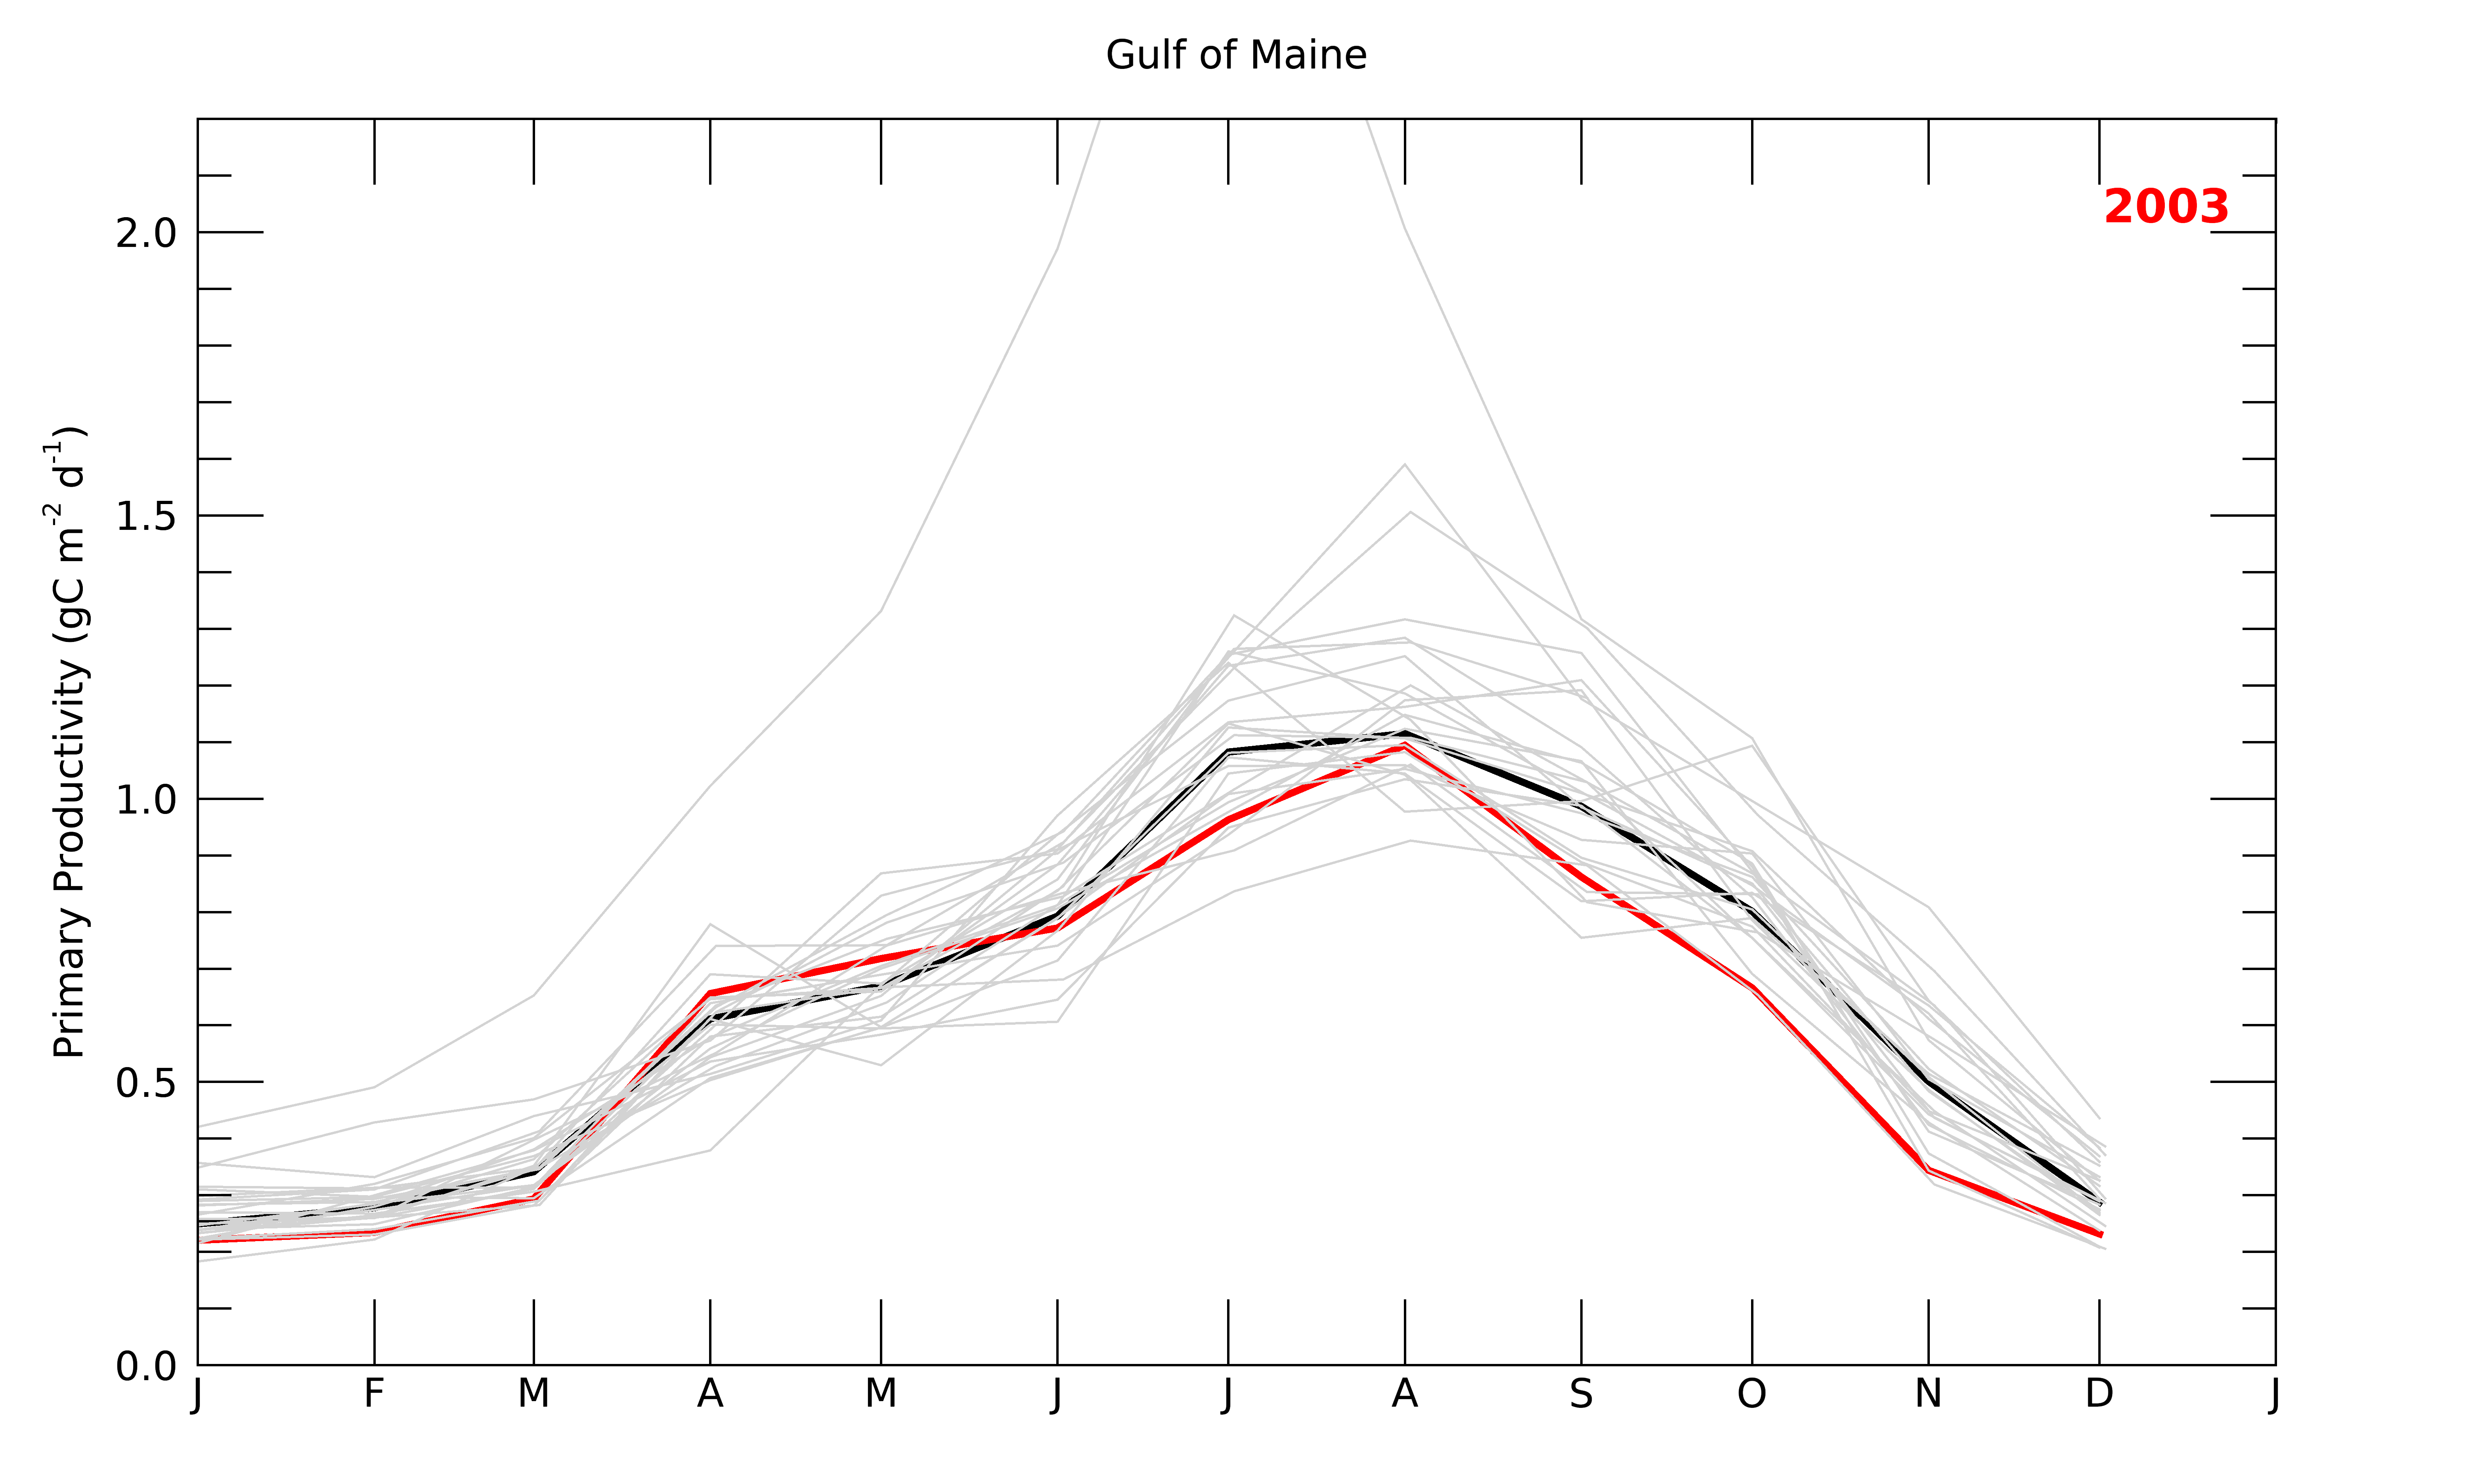 Gulf of Maine
2003
2.0
1.5
1.0
0.5
0.0
Primary Productivity (gC m-2 d-1)
J F M A M J J A S O N D J